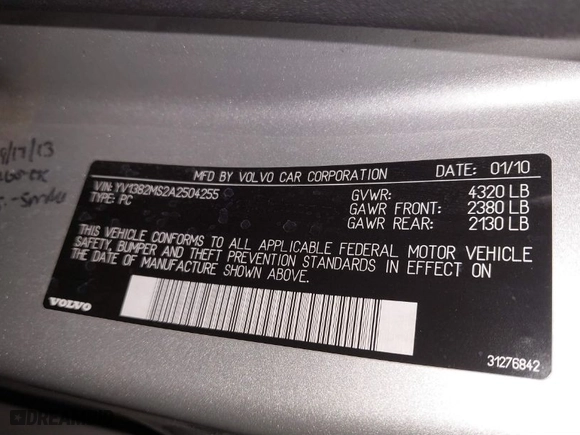 9/17/13
MFD BY VOLVO CAR CORPORATION DATE: 01/10
VIN: YV1382MS2A2504255
TYPE: PC
GVWR: 4320 LB
GAWR FRONT: 2380 LB
GAWR REAR: 2130 LB
THIS VEHICLE CONFORMS TO ALL APPLICABLE FEDERAL MOTOR VEHICLE
SAFETY, BUMPER AND THEFT PREVENTION STANDARDS IN EFFECT ON
THE DATE OF MANUFACTURE SHOWN ABOVE.
VOLVO
31276842